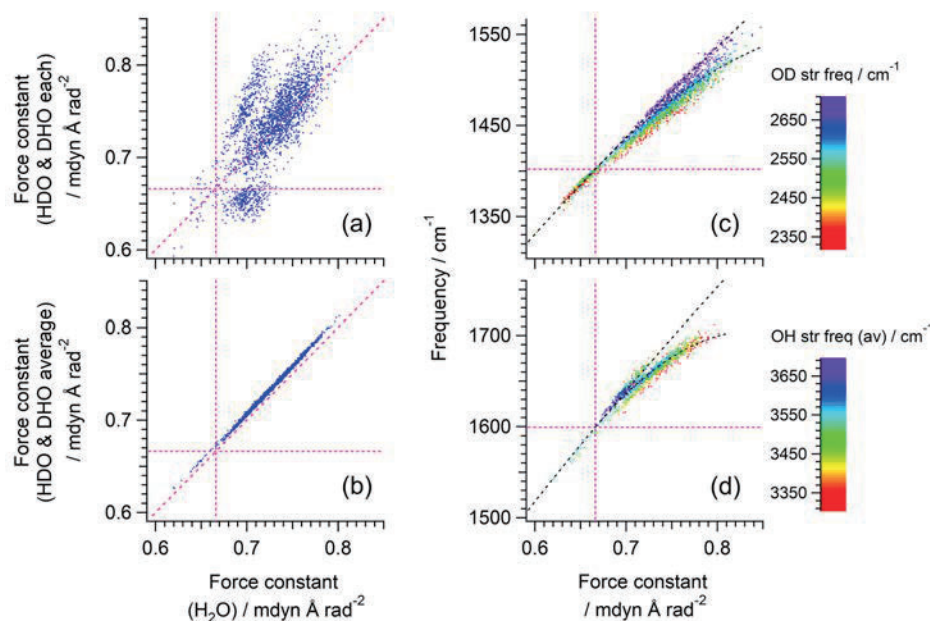 Force constant
(HDO & DHO each)
/ mdyn Å rad-2
0.8
0.7
0.6
(a)
Force constant
(HDO & DHO average)
/ mdyn Å rad-2
0.8
0.7
0.6
(b)
0.6
0.7
0.8
Force constant
(H2O) / mdyn Å rad-2
Frequency / cm-1
1550
1450
1350
(c)
1700
1600
1500
(d)
0.6
0.7
0.8
Force constant
/ mdyn Å rad-2
OD str freq / cm-1
2650
2550
2450
2350
OH str freq (av) / cm-1
3650
3550
3450
3350